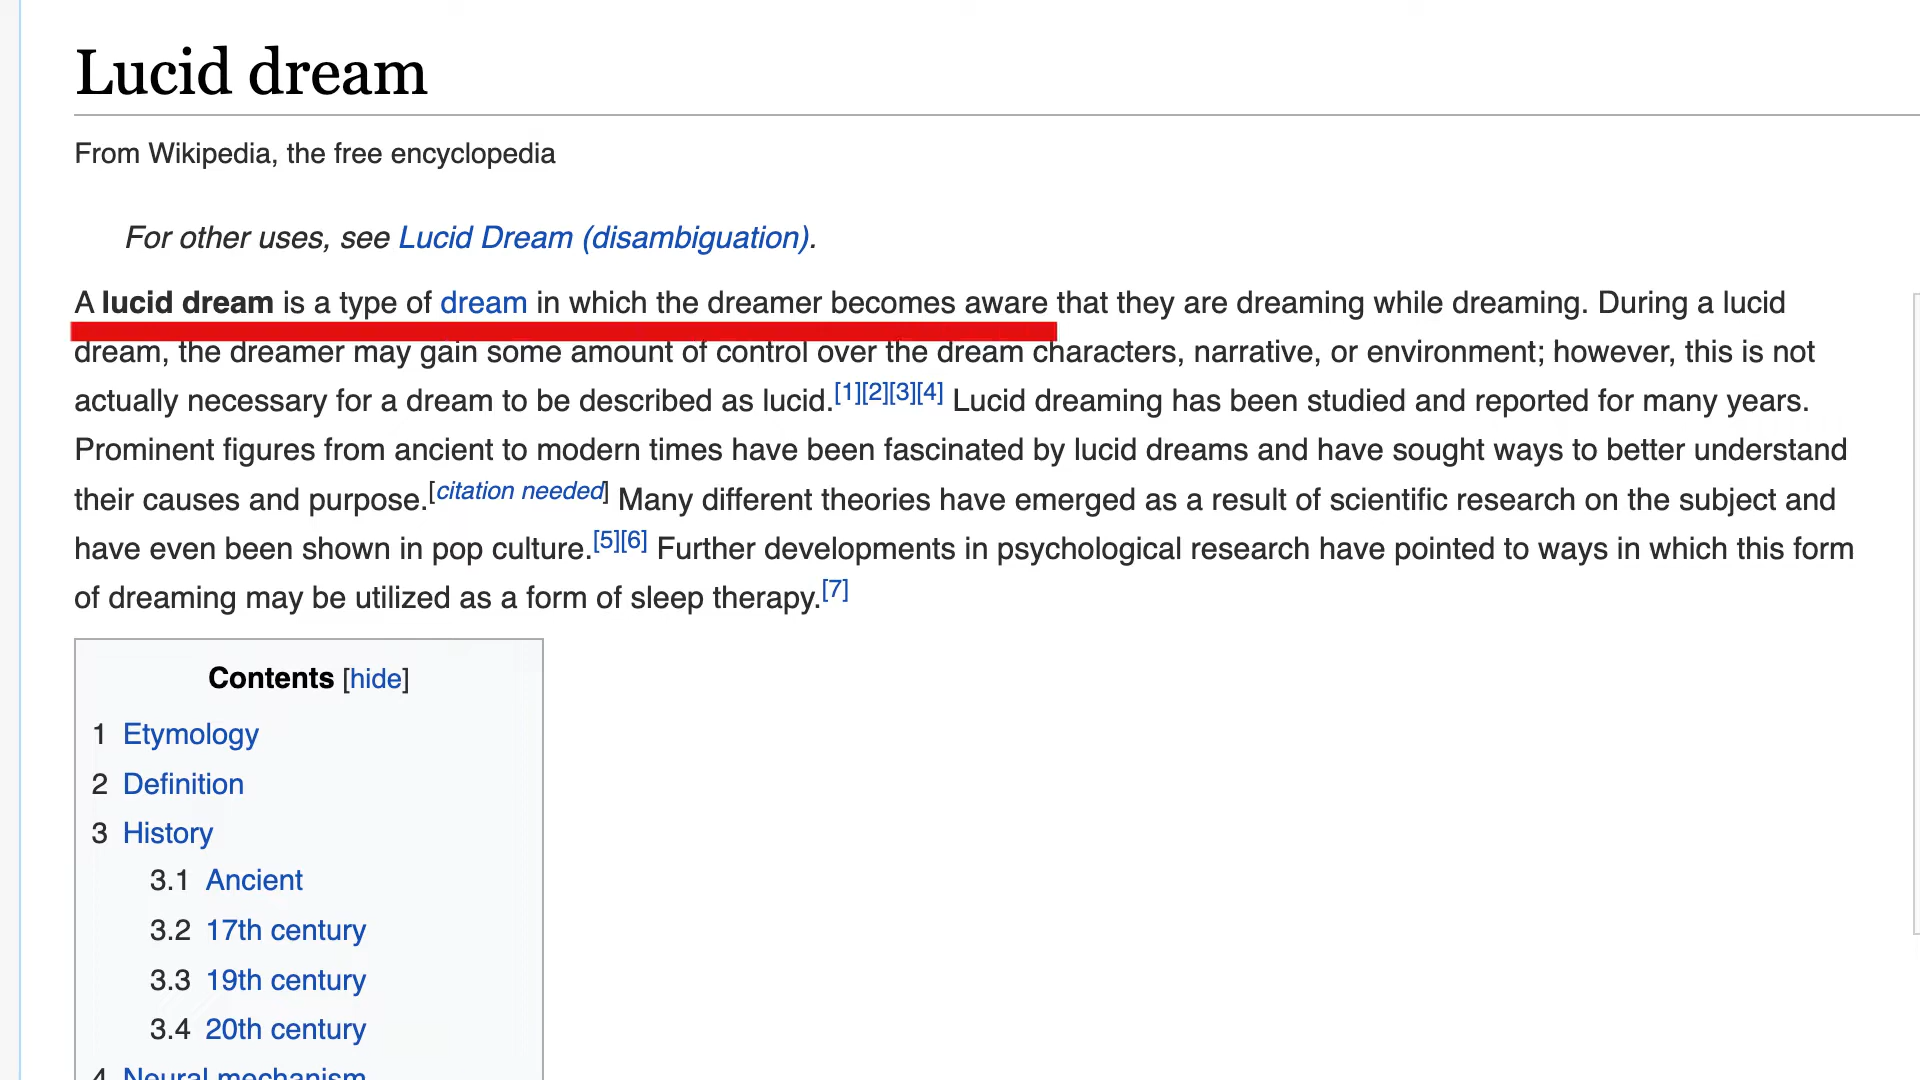 Lucid dream
From Wikipedia, the free encyclopedia
For other uses, see Lucid Dream (disambiguation).
A lucid dream is a type of dream in which the dreamer becomes aware that they are dreaming while dreaming. During a lucid
dream, the dreamer may gain some amount of control over the dream characters, narrative, or environment; however, this is not
actually necessary for a dream to be described as lucid.[1][2][3][4] Lucid dreaming has been studied and reported for many years.
Prominent figures from ancient to modern times have been fascinated by lucid dreams and have sought ways to better understand
their causes and purpose.[citation needed] Many different theories have emerged as a result of scientific research on the subject and
have even been shown in pop culture.[5][6] Further developments in psychological research have pointed to ways in which this form
of dreaming may be utilized as a form of sleep therapy.[7]
Contents [hide]
1 Etymology
2 Definition
3 History
3.1 Ancient
3.2 17th century
3.3 19th century
3.4 20th century
4 Neural mechanism